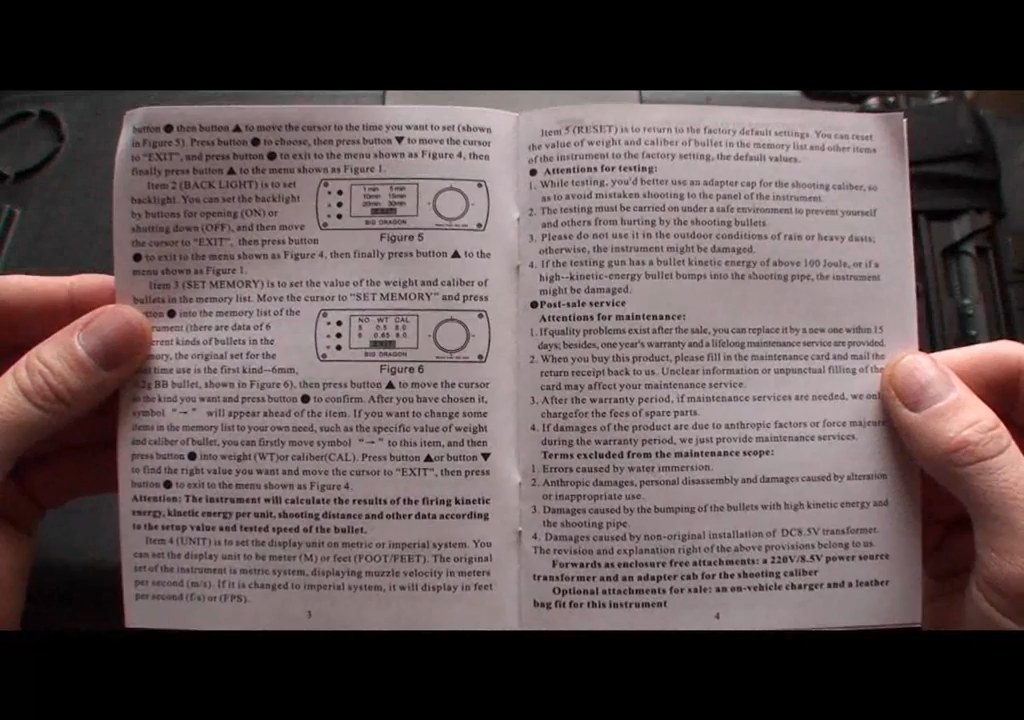 button ● then button ▲ to move the cursor to the time you want to set (shown
in Figure 5). Press button ● to choose, then press button ▼ to move the cursor
to "EXIT", and press button ● to exit to the menu shown as Figure 4, then
finally press button ▲ to the menu shown as Figure 1.
Item 2 (BACK LIGHT) is to set
backlight. You can set the backlight
by buttons for opening (ON) or
shutting down (OFF), and then move
the cursor to "EXIT", then press button
1 min 5 min
10min 15min
20min 30min
EXIT
BIG DRAGON
Figure 5
● to exit to the menu shown as Figure 4, then finally press button ▲ to the
menu shown as Figure 1.
Item 3 (SET MEMORY) is to set the value of the weight and caliber of
bullets in the memory list. Move the cursor to "SET MEMORY" and press
● into the memory list of the
(there are data of 6
kinds of bullets in the
the original set for the
time use is the first kind--6mm,
NO WT CAL
5 0.5 8.0
6 0.65 8.0
EXIT
BIG DRAGON
Figure 6
BB bullet, shown in Figure 6), then press button ▲ to move the cursor
to the kind you want and press button ● to confirm. After you have chosen it,
symbol "→" will appear ahead of the item. If you want to change some
items in the memory list to your own need, such as the specific value of weight
and caliber of bullet, you can firstly move symbol "→" to this item, and then
press button ● into weight (WT)or caliber(CAL). Press button ▲or button ▼
to find the right value you want and move the cursor to "EXIT", then press
button ● to exit to the menu shown as Figure 4.
Attention: The instrument will calculate the results of the firing kinetic
energy, kinetic energy per unit, shooting distance and other data according
to the setup value and tested speed of the bullet.
Item 4 (UNIT) is to set the display unit on metric or imperial system. You
can set the display unit to be meter (M) or feet (FOOT/FEET). The original
set of the instrument is metric system, displaying muzzle velocity in meters
per second (m/s). If it is changed to imperial system, it will display in feet
per second (f/s) or (FPS).
3
Item 5 (RESET) is to return to the factory default settings. You can reset
the value of weight and caliber of bullet in the memory list and other items
of the instrument to the factory setting, the default values.
● Attentions for testing:
1. While testing, you'd better use an adapter cap for the shooting caliber, so
as to avoid mistaken shooting to the panel of the instrument.
2. The testing must be carried on under a safe environment to prevent yourself
and others from hurting by the shooting bullets.
3. Please do not use it in the outdoor conditions of rain or heavy dusts;
otherwise, the instrument might be damaged.
4. If the testing gun has a bullet kinetic energy of above 100 Joule, or if a
high--kinetic-energy bullet bumps into the shooting pipe, the instrument
might be damaged.
●Post-sale service
Attentions for maintenance:
1. If quality problems exist after the sale, you can replace it by a new one within 15
days; besides, one year's warranty and a lifelong maintenance service are provided.
2. When you buy this product, please fill in the maintenance card and mail the
return receipt back to us. Unclear information or unpunctual filling of the
card may affect your maintenance service.
3. After the warranty period, if maintenance services are needed, we
chargefor the fees of spare parts.
4. If damages of the product are due to anthropic factors or force majeure
during the warranty period, we just provide maintenance services.
Terms excluded from the maintenance scope:
1. Errors caused by water immersion.
2. Anthropic damages, personal disassembly and damages caused by alteration
or inappropriate use.
3. Damages caused by the bumping of the bullets with high kinetic energy and
the shooting pipe.
4. Damages caused by non-original installation of DC8.5V transformer.
The revision and explanation right of the above provisions belong to us.
Forwards as enclosure free attachments: a 220V/8.5V power source
transformer and an adapter cab for the shooting caliber
Optional attachments for sale: an on-vehicle charger and a leather
bag fit for this instrument
4